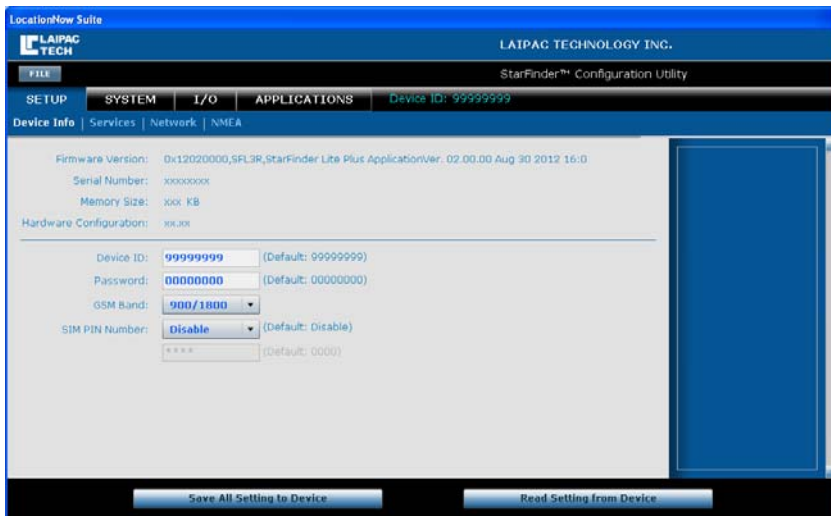 LocationNow Suite
LAIPAC TECH
LAIPAC TECHNOLOGY INC.
FILE
StarFinder™ Configuration Utility
SETUP SYSTEM I/O APPLICATIONS Device ID: 99999999
Device Info | Services | Network | NMEA
Firmware Version: 0x12020000,SFL3R,StarFinder Lite Plus ApplicationVer. 02.00.00 Aug 30 2012 16:0
Serial Number: xxxxxxxxx
Memory Size: xxx KB
Hardware Configuration: xx.xx
Device ID: 99999999 (Default: 99999999)
Password: 00000000 (Default: 00000000)
GSM Band: 900/1800
SIM PIN Number: Disable (Default: Disable)
**** (Default: 0000)
Save All Setting to Device Read Setting from Device